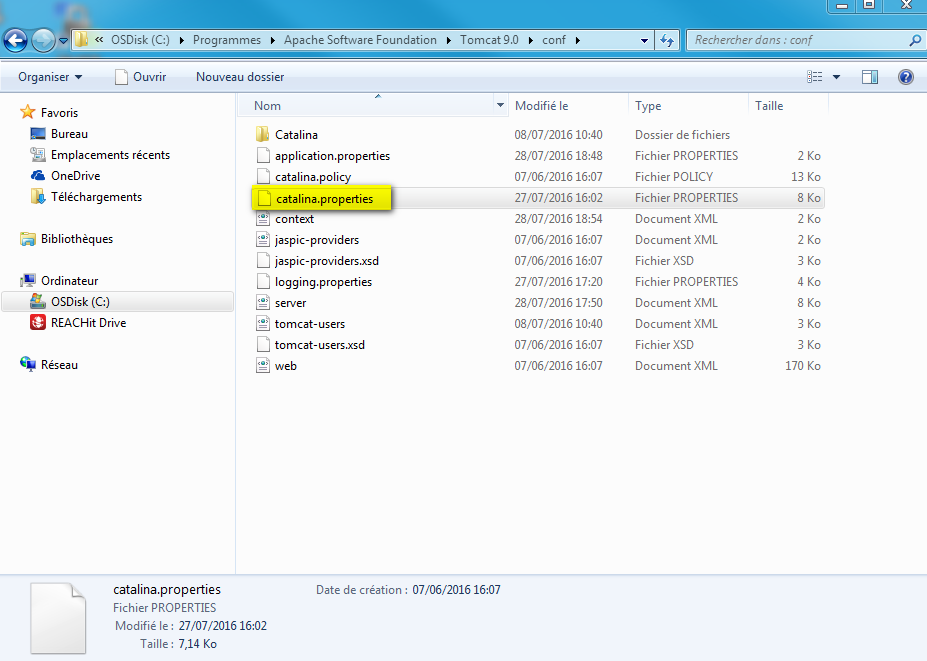 « OSDisk (C:) Programmes Apache Software Foundation Tomcat 9.0 conf Rechercher dans : conf
Organiser Ouvrir Nouveau dossier
Favoris
Bureau
Emplacements récents
OneDrive
Téléchargements
Bibliothèques
Ordinateur
OSDisk (C:)
REACHit Drive
Réseau
Nom Modifié le Type Taille
Catalina 08/07/2016 10:40 Dossier de fichiers
application.properties 28/07/2016 18:48 Fichier PROPERTIES 2 Ko
catalina.policy 07/06/2016 16:07 Fichier POLICY 13 Ko
catalina.properties 27/07/2016 16:02 Fichier PROPERTIES 8 Ko
context 28/07/2016 18:54 Document XML 2 Ko
jaspic-providers 07/06/2016 16:07 Document XML 2 Ko
jaspic-providers.xsd 07/06/2016 16:07 Fichier XSD 3 Ko
logging.properties 27/07/2016 17:20 Fichier PROPERTIES 4 Ko
server 28/07/2016 17:50 Document XML 8 Ko
tomcat-users 08/07/2016 10:40 Document XML 3 Ko
tomcat-users.xsd 07/06/2016 16:07 Fichier XSD 3 Ko
web 07/06/2016 16:07 Document XML 170 Ko
catalina.properties Date de création : 07/06/2016 16:07
Fichier PROPERTIES
Modifié le : 27/07/2016 16:02
Taille : 7,14 Ko